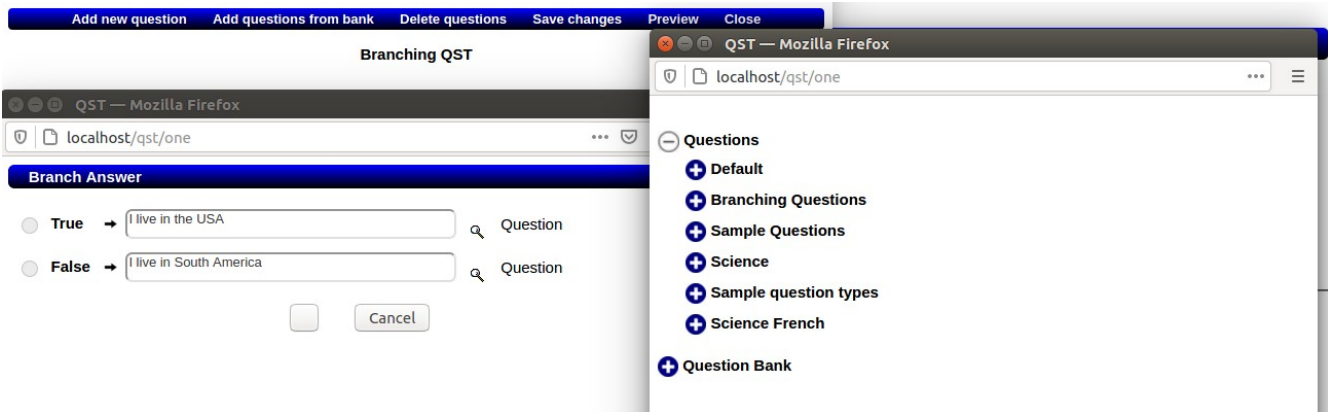 Add new question Add questions from bank Delete questions Save changes Preview Close
Branching QST
QST — Mozilla Firefox
localhost/qst/one
Branch Answer
True → I live in the USA Question
False → I live in South America Question
Cancel
QST — Mozilla Firefox
localhost/qst/one
Questions
Default
Branching Questions
Sample Questions
Science
Sample question types
Science French
Question Bank